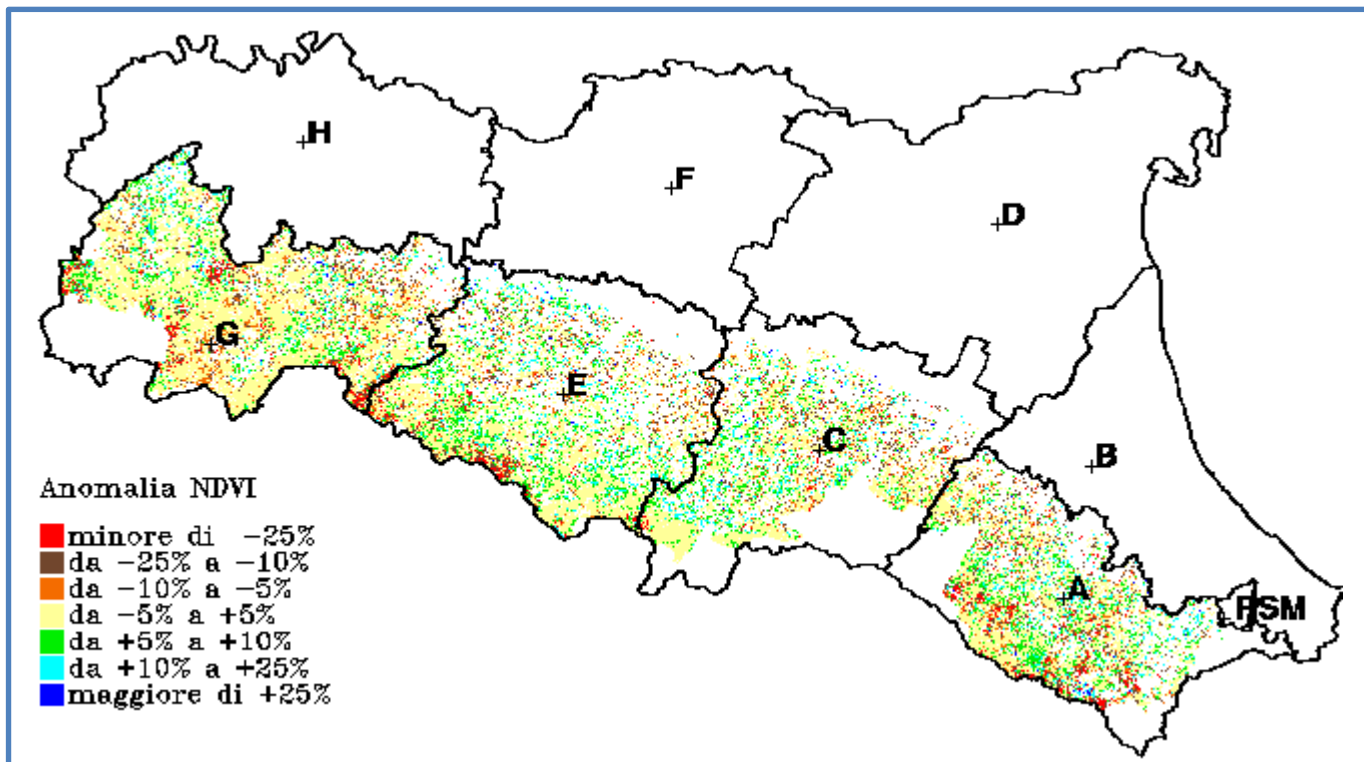 H
F
D
G
E
C
B
A
RSM
Anomalia NDVI
minore di -25%
da -25% a -10%
da -10% a -5%
da -5% a +5%
da +5% a +10%
da +10% a +25%
maggiore di +25%